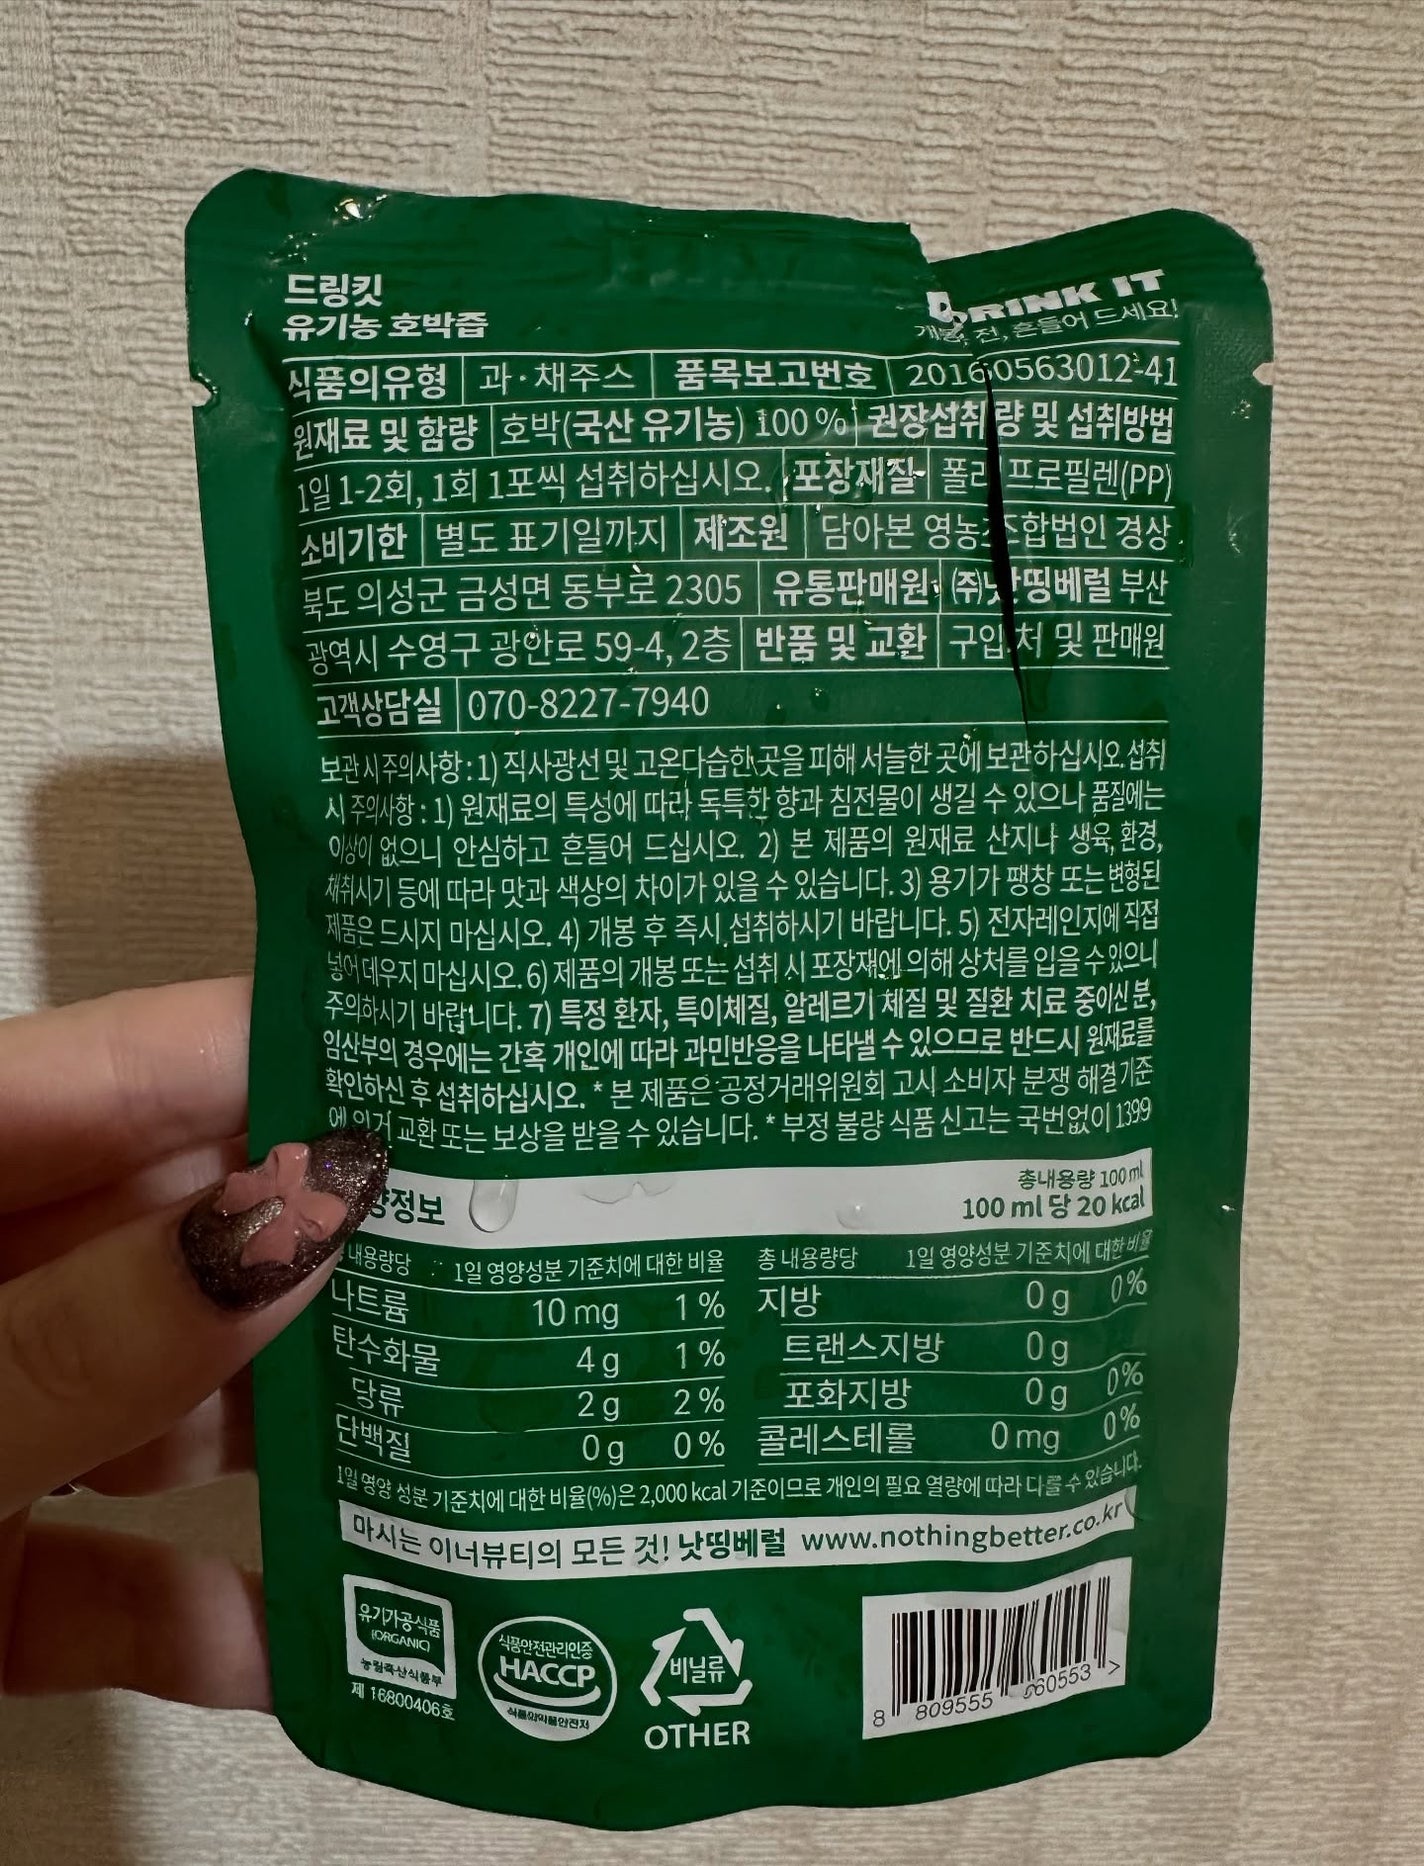 드링킷
유기농 호박즙
DRINK IT
개봉 전, 흔들어 드세요!
식품의유형 과·채주스 품목보고번호 20160563012-41
원재료 및 함량 호박(국산 유기농) 100 % 권장섭취량 및 섭취방법
1일 1-2회, 1회 1포씩 섭취하십시오. 포장재질 폴리프로필렌(PP)
소비기한 별도 표기일까지 제조원 담아본 영농조합법인 경상
북도 의성군 금성면 동부로 2305 유통판매원 (주)낫띵베럴 부산
광역시 수영구 광안로 59-4, 2층 반품 및 교환 구입처 및 판매원
고객상담실 070-8227-7940
보관 시 주의사항 : 1) 직사광선 및 고온다습한 곳을 피해 서늘한 곳에 보관하십시오. 섭취
시 주의사항 : 1) 원재료의 특성에 따라 독특한 향과 침전물이 생길 수 있으나 품질에는
이상이 없으니 안심하고 흔들어 드십시오. 2) 본 제품의 원재료 산지나 생육, 환경,
채취시기 등에 따라 맛과 색상의 차이가 있을 수 있습니다. 3) 용기가 팽창 또는 변형된
제품은 드시지 마십시오. 4) 개봉 후 즉시 섭취하시기 바랍니다. 5) 전자레인지에 직접
넣어 데우지 마십시오. 6) 제품의 개봉 또는 섭취 시 포장재에 의해 상처를 입을 수 있으니
주의하시기 바랍니다. 7) 특정 환자, 특이체질, 알레르기 체질 및 질환 치료 중이신 분,
임산부의 경우에는 간혹 개인에 따라 과민반응을 나타낼 수 있으므로 반드시 원재료를
확인하신 후 섭취하십시오. * 본 제품은 공정거래위원회 고시 소비자 분쟁 해결 기준
에 의거 교환 또는 보상을 받을 수 있습니다. * 부정 불량 식품 신고는 국번없이 1399
양정보
총 내용량 100 ml
100 ml 당 20 kcal
내용량당 1일 영양성분 기준치에 대한 비율 총 내용량당 1일 영양성분 기준치에 대한 비율
나트륨 10 mg 1 % 지방 0 g 0 %
탄수화물 4 g 1 % 트랜스지방 0 g
당류 2 g 2 % 포화지방 0 g 0 %
단백질 0 g 0 % 콜레스테롤 0 mg 0 %
1일 영양 성분 기준치에 대한 비율(%)은 2,000 kcal 기준이므로 개인의 필요 열량에 따라 다를 수 있습니다.
마시는 이너뷰티의 모든 것! 낫띵베럴 www.nothingbetter.co.kr
유기가공식품
(ORGANIC)
농림축산식품부
제 16800406호
식품안전관리인증
HACCP
식품의약품안전처
비닐류
OTHER
8 809555 560553 >